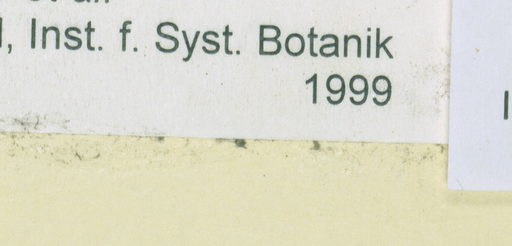 , Inst. f. Syst. Botanik
1999